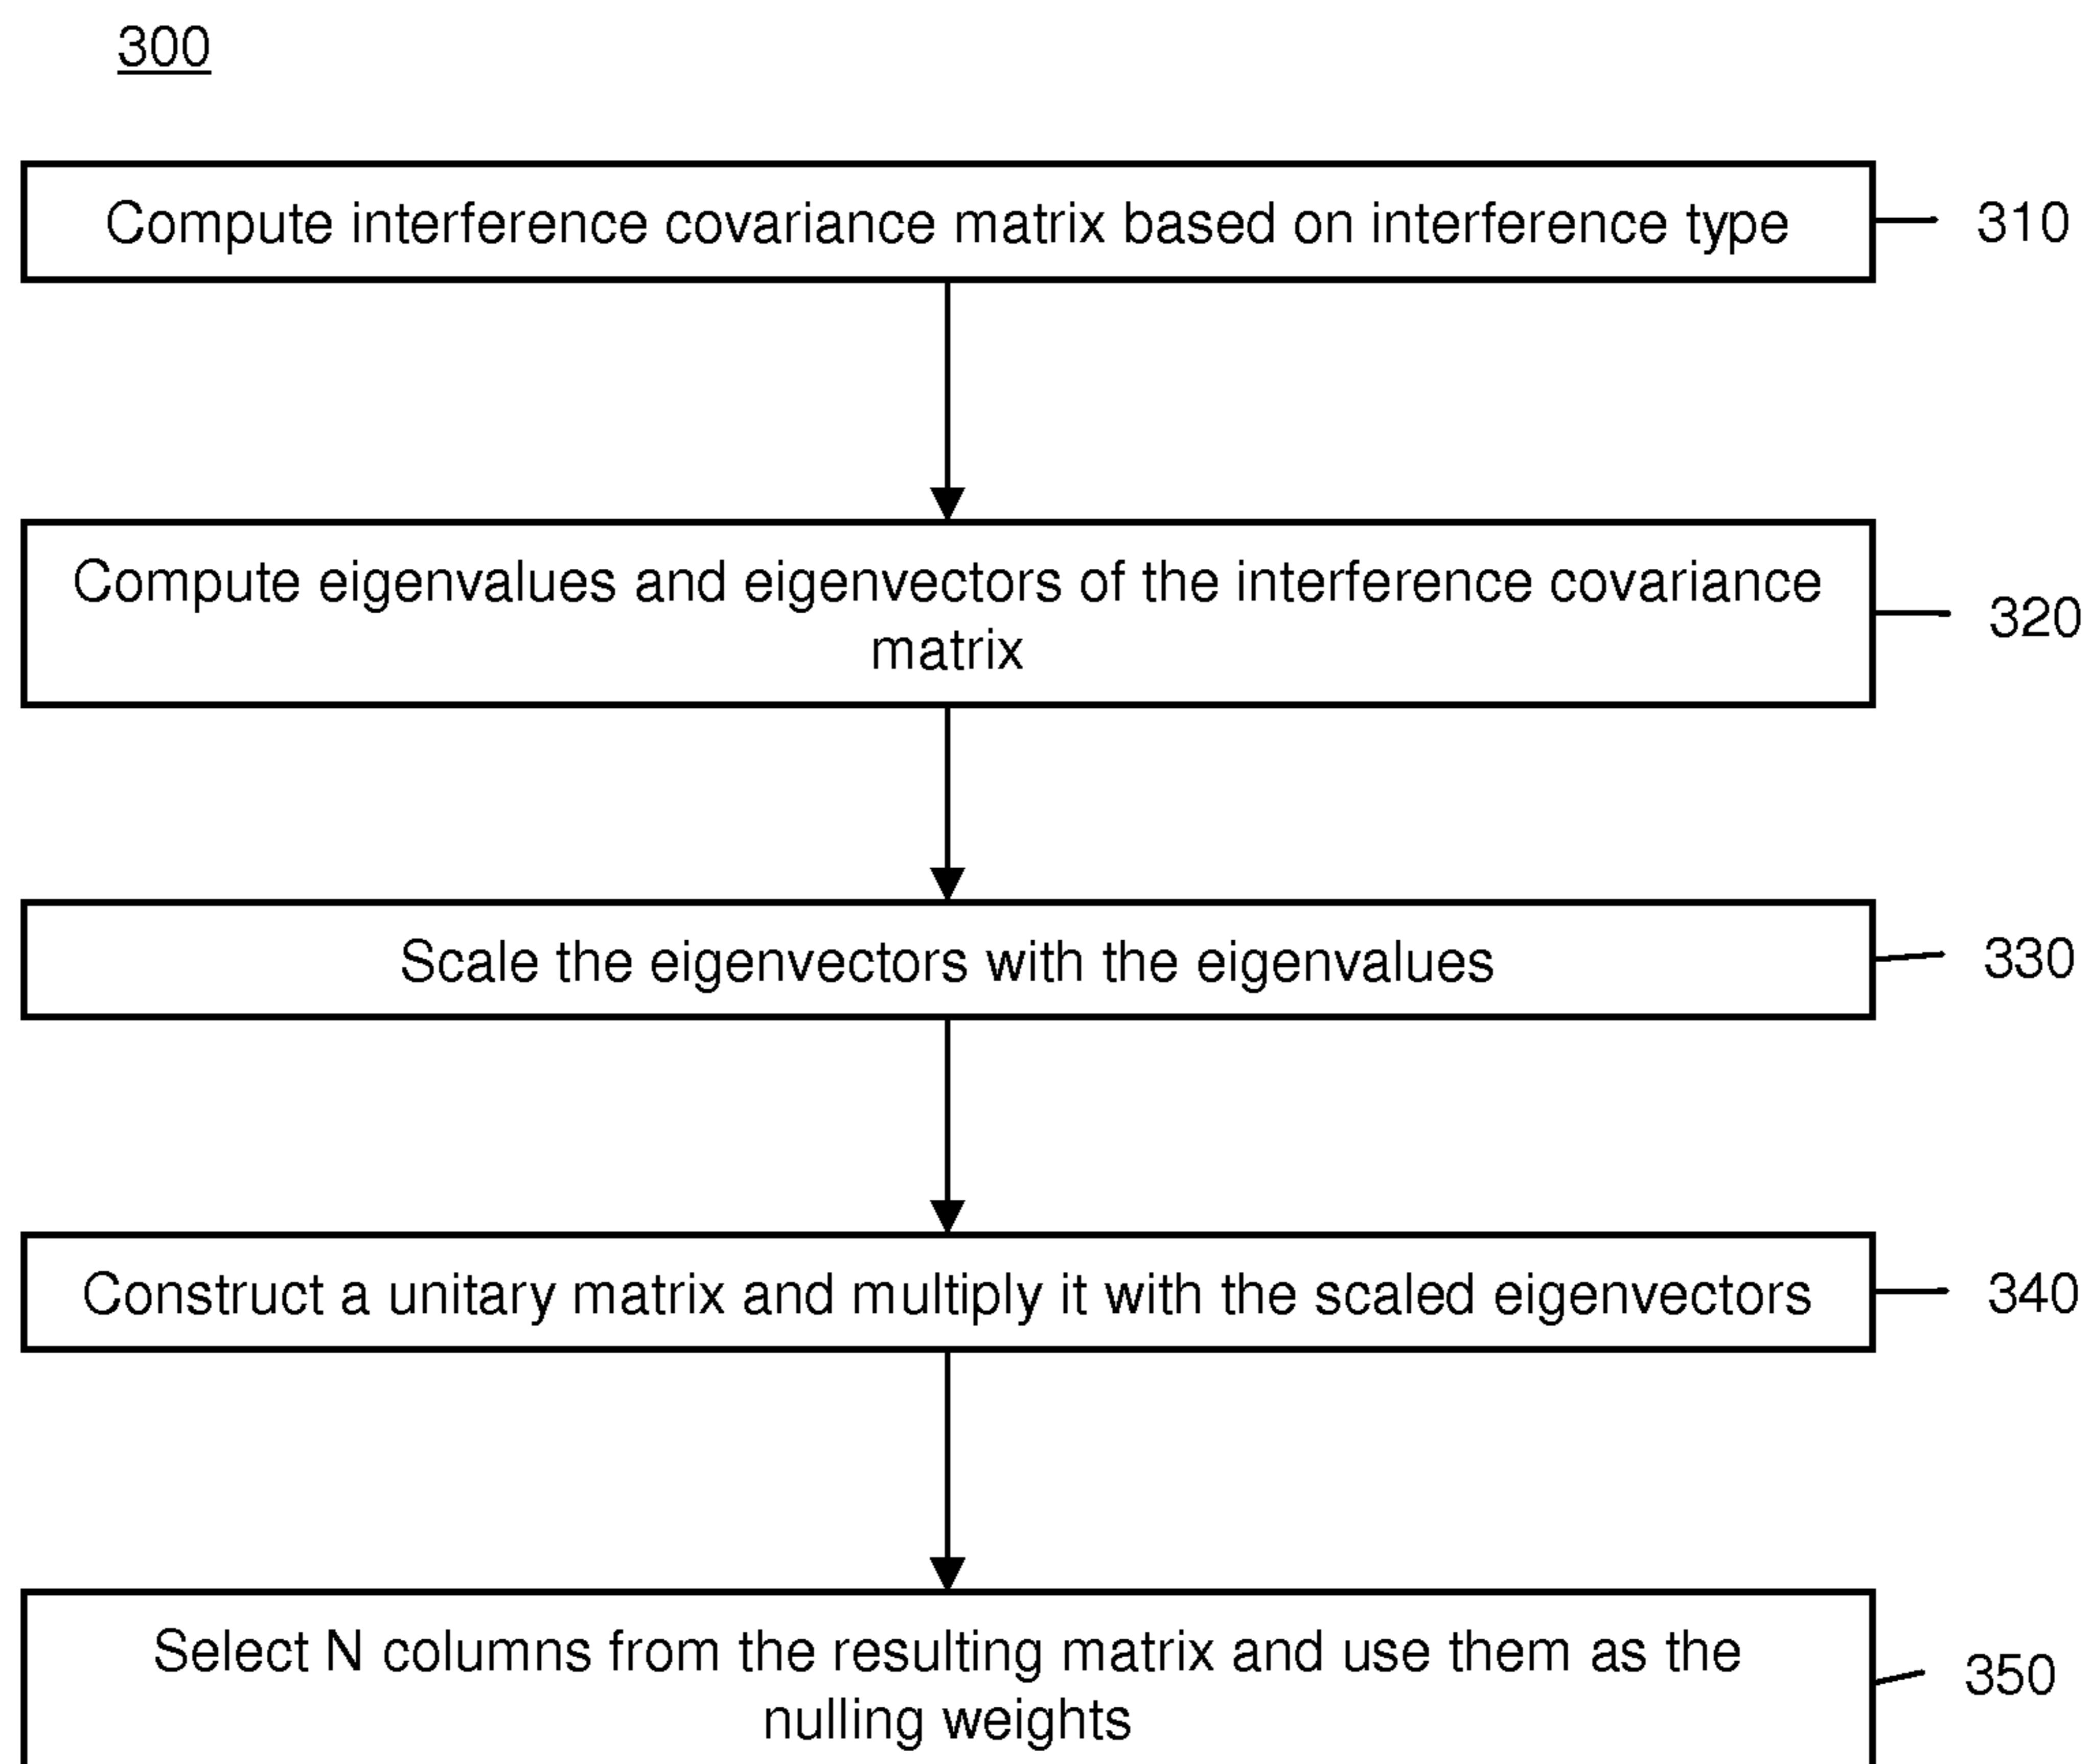 300
Compute interference covariance matrix based on interference type
310
Compute eigenvalues and eigenvectors of the interference covariance
matrix
320
Scale the eigenvectors with the eigenvalues
330
Construct a unitary matrix and multiply it with the scaled eigenvectors
340
Select N columns from the resulting matrix and use them as the
nulling weights
350